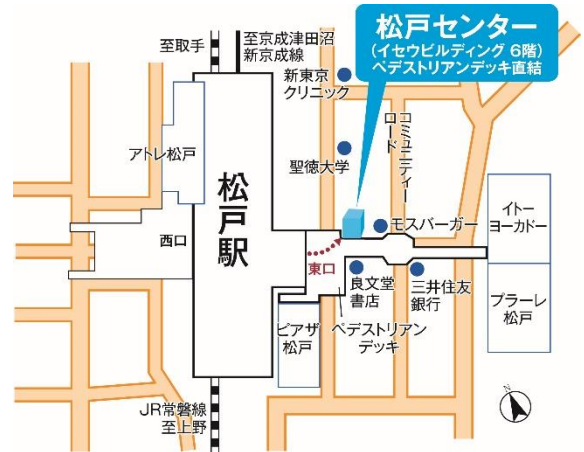 松戸センター
(イセウビルディング 6階)
ペデストリアンデッキ直結
至取手
至京成津田沼
新京成線
新東京
クリニック
コミュニティー
ロード
アトレ松戸
聖徳大学
松戸駅
モスバーガー
イトー
ヨーカドー
西口
東口
良文堂
書店
三井住友
銀行
プラーレ
松戸
ピアザ
松戸
ペデストリアン
デッキ
JR常磐線
至上野
N